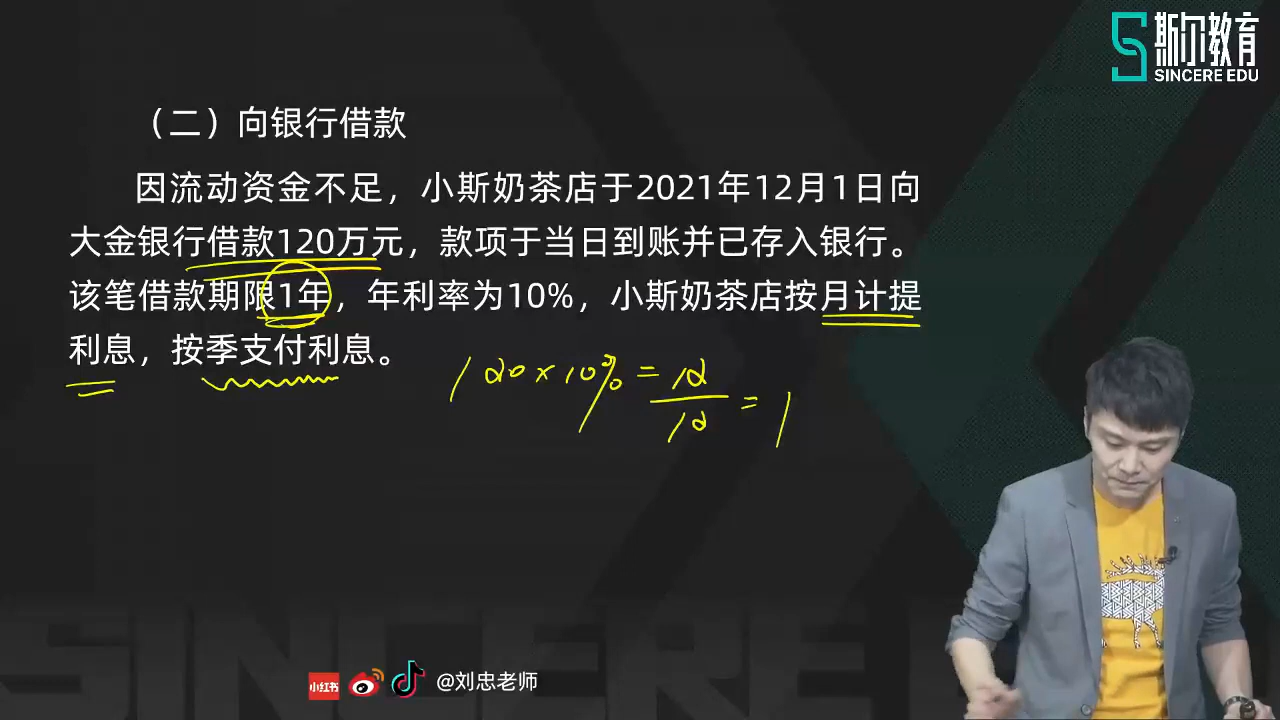 斯尔教育
SINCERE EDU
（二）向银行借款
因流动资金不足，小斯奶茶店于2021年12月1日向
大金银行借款120万元，款项于当日到账并已存入银行。
该笔借款期限1年，年利率为10%，小斯奶茶店按月计提
利息，按季支付利息。
120×10%=12/12=1
SINCERE
小红书 @刘忠老师